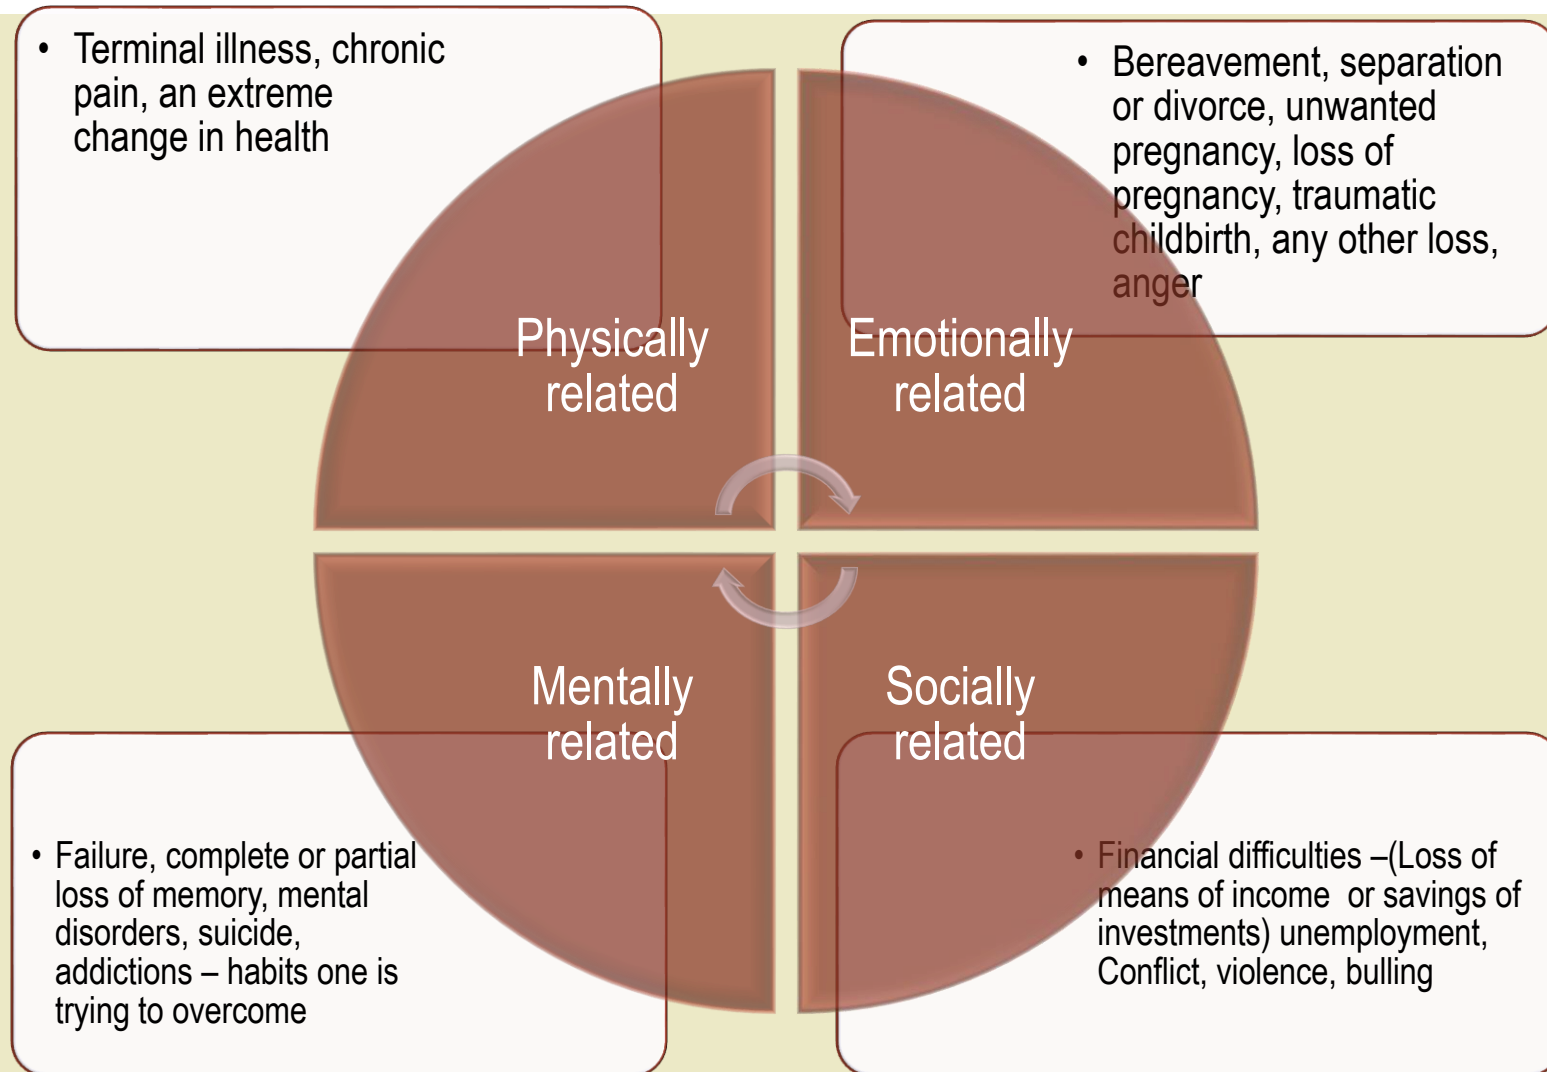 • Terminal illness, chronic
pain, an extreme
change in health
• Bereavement, separation
or divorce, unwanted
pregnancy, loss of
pregnancy, traumatic
childbirth, any other loss,
anger
Physically
related
Emotionally
related
Mentally
related
Socially
related
• Failure, complete or partial
loss of memory, mental
disorders, suicide,
addictions – habits one is
trying to overcome
• Financial difficulties –(Loss of
means of income  or savings of
investments) unemployment,
Conflict, violence, bulling